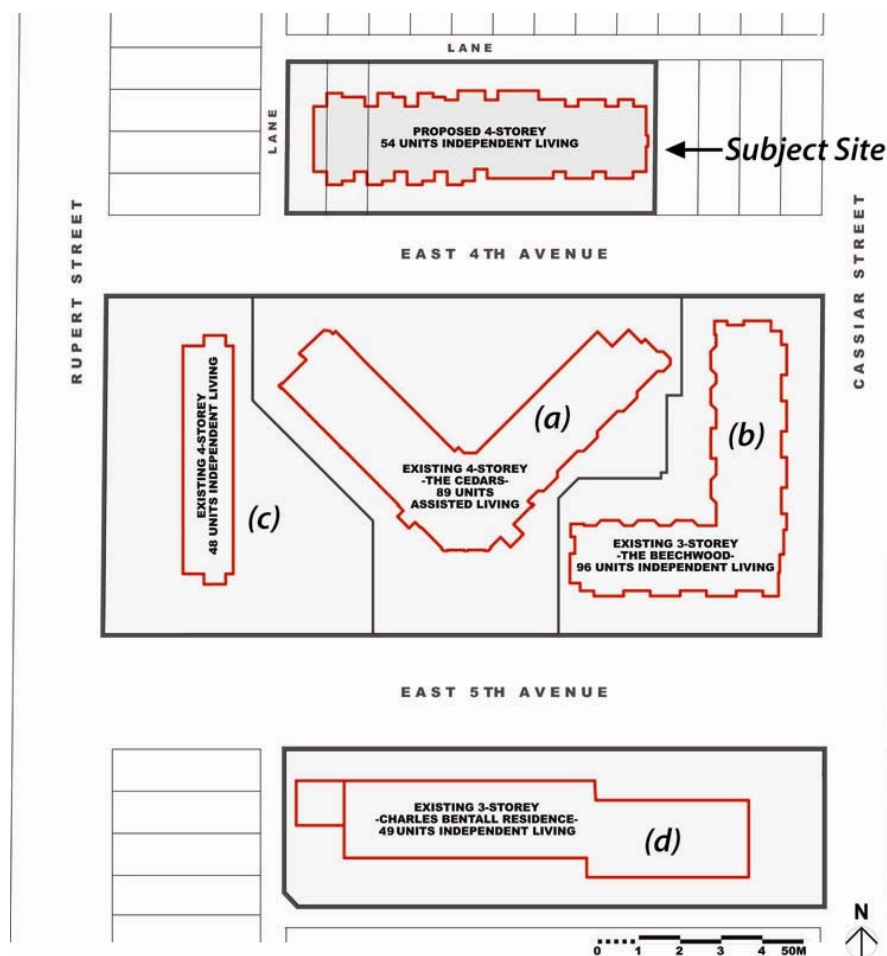 LANE
LANE
PROPOSED 4-STOREY
54 UNITS INDEPENDENT LIVING
Subject Site
RUPERT STREET
EAST 4TH AVENUE
CASSIAR STREET
EXISTING 4-STOREY
48 UNITS INDEPENDENT LIVING
(c)
(a)
EXISTING 4-STOREY
-THE CEDARS-
89 UNITS
ASSISTED LIVING
(b)
EXISTING 3-STOREY
-THE BEECHWOOD-
96 UNITS INDEPENDENT LIVING
EAST 5TH AVENUE
EXISTING 3-STOREY
-CHARLES BENTALL RESIDENCE-
49 UNITS INDEPENDENT LIVING
(d)
N
0 1 2 3 4 50M